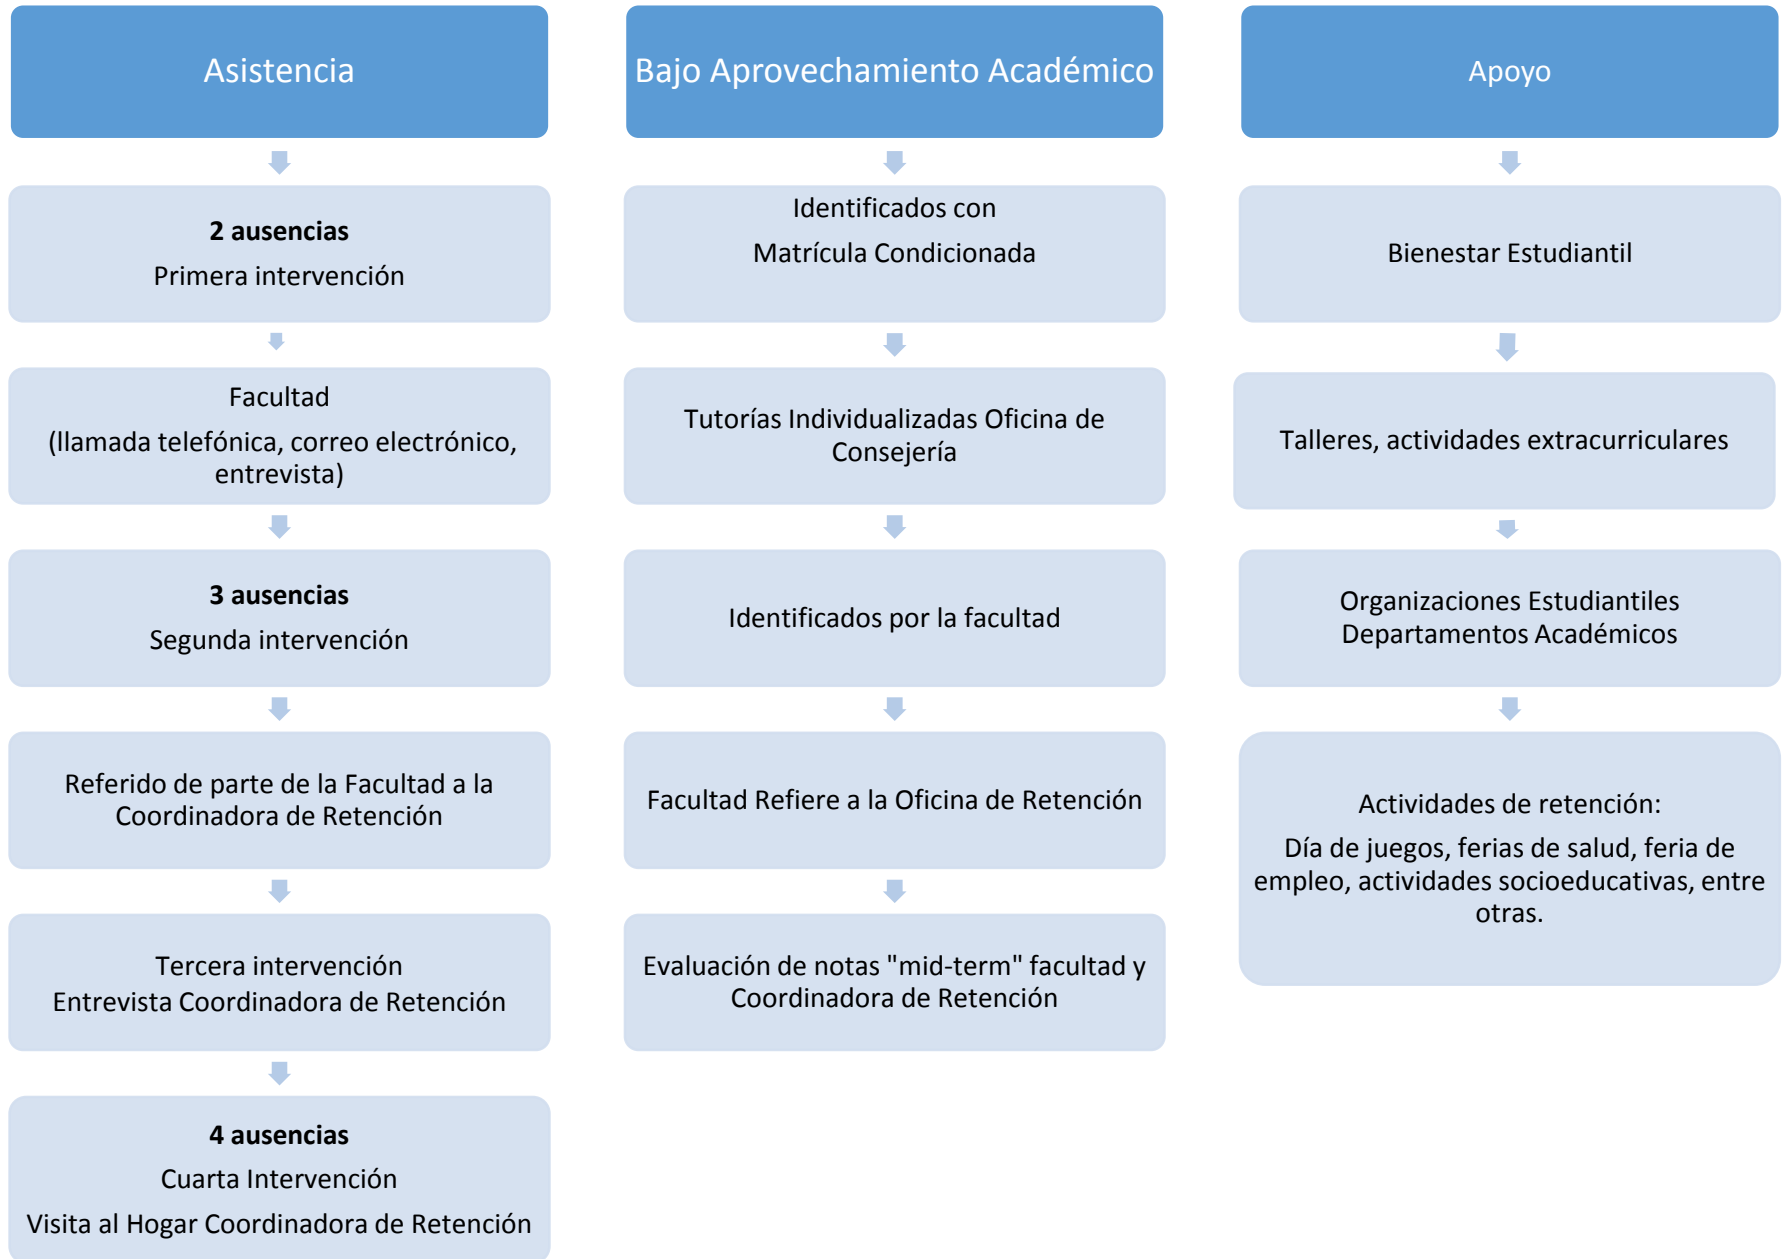 Asistencia
2 ausencias
Primera intervención
Facultad
(llamada telefónica, correo electrónico,
entrevista)
3 ausencias
Segunda intervención
Referido de parte de la Facultad a la
Coordinadora de Retención
Tercera intervención
Entrevista Coordinadora de Retención
4 ausencias
Cuarta Intervención
Visita al Hogar Coordinadora de Retención
Bajo Aprovechamiento Académico
Identificados con
Matrícula Condicionada
Tutorías Individualizadas Oficina de
Consejería
Identificados por la facultad
Facultad Refiere a la Oficina de Retención
Evaluación de notas "mid-term" facultad y
Coordinadora de Retención
Apoyo
Bienestar Estudiantil
Talleres, actividades extracurriculares
Organizaciones Estudiantiles
Departamentos Académicos
Actividades de retención:
Día de juegos, ferias de salud, feria de
empleo, actividades socioeducativas, entre
otras.